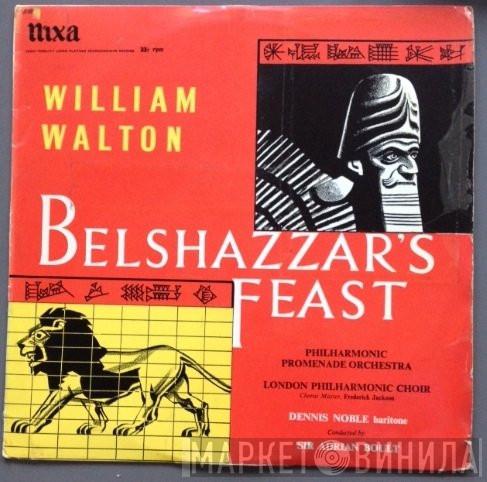 nixa
33⅓ rpm
WILLIAM
WALTON
BELSHAZZAR'S
FEAST
PHILHARMONIC
PROMENADE ORCHESTRA
LONDON PHILHARMONIC CHOIR
Chorus Master, Frederick Jackson
DENNIS NOBLE baritone
Conducted by
SIR ADRIAN BOULT
МАРКЕТ ВИНИЛА